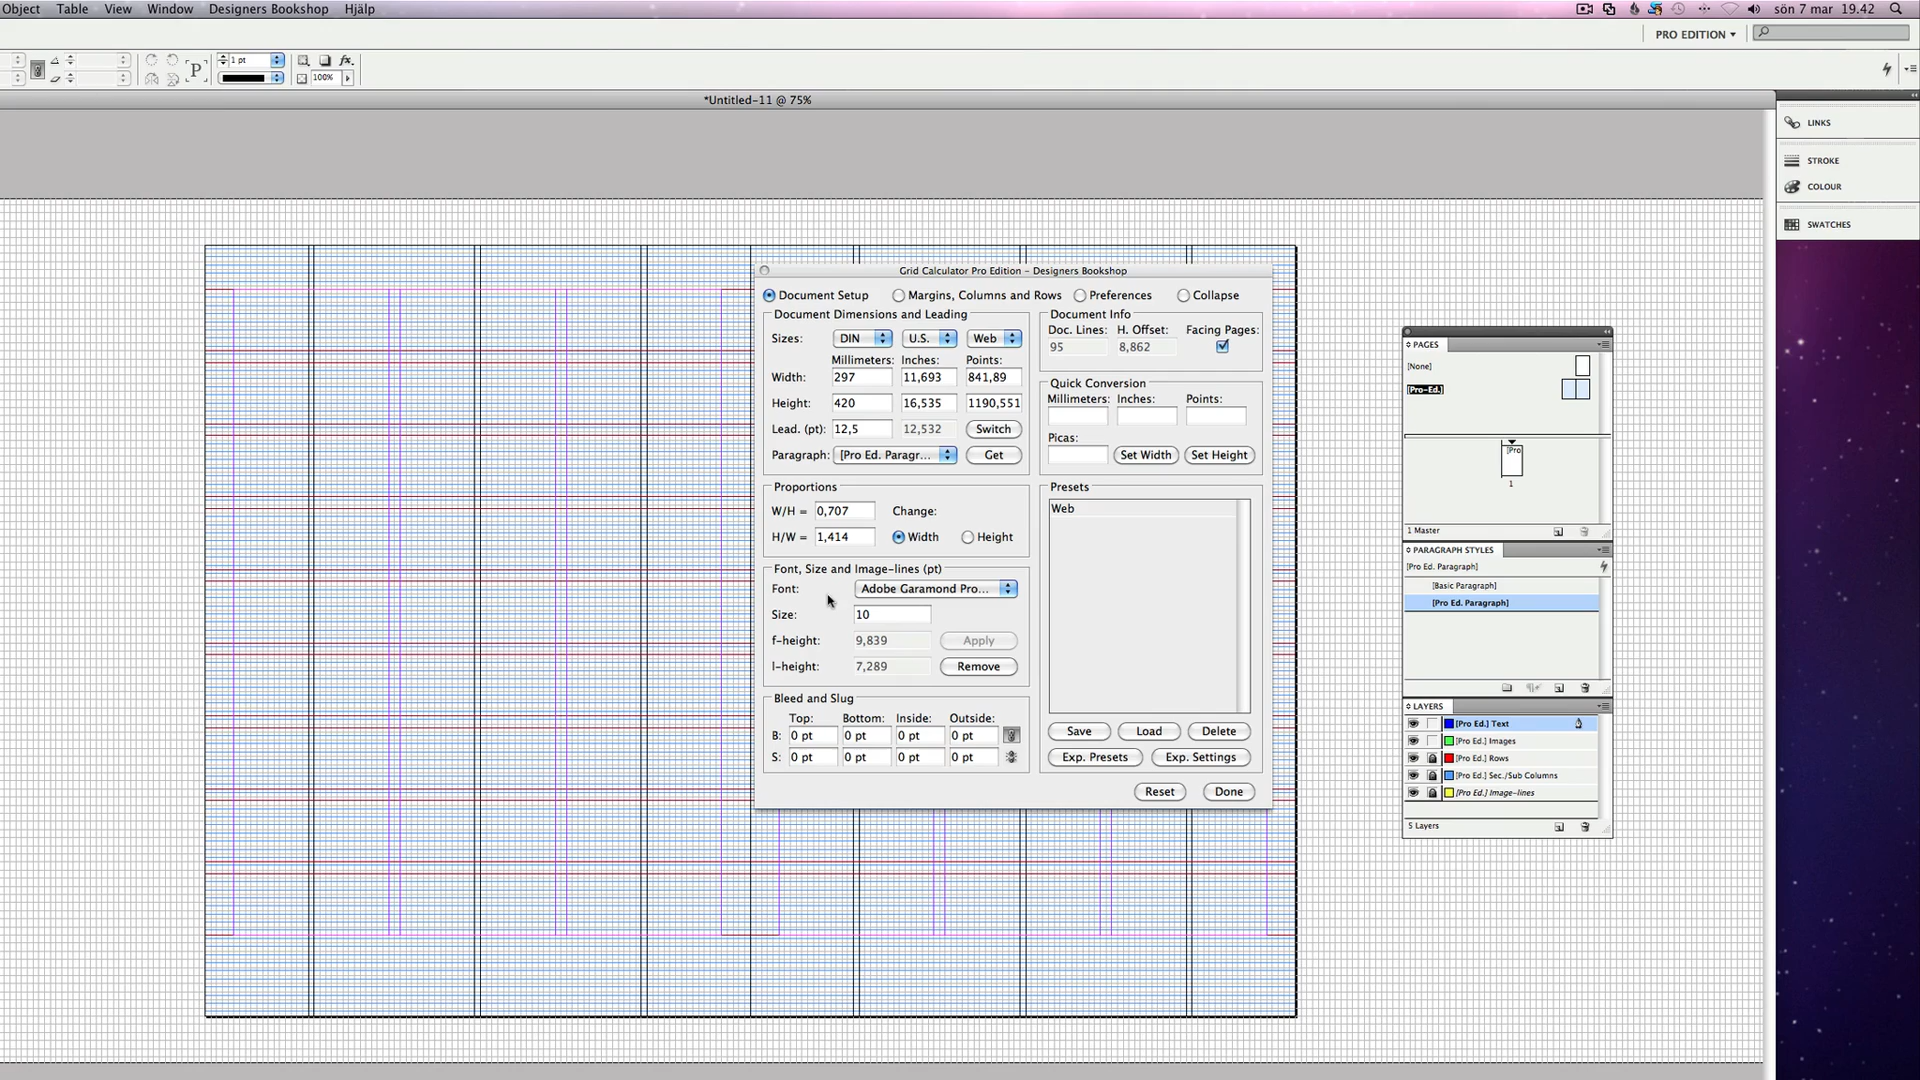 Object Table View Window Designers Bookshop Hjälp sön 7 mar 19.42
PRO EDITION
P 1 pt fx.
100%
*Untitled-11 @ 75%
LINKS
STROKE
COLOUR
SWATCHES
Grid Calculator Pro Edition – Designers Bookshop
Document Setup Margins, Columns and Rows Preferences Collapse
Document Dimensions and Leading
Sizes: DIN U.S. Web
Millimeters: Inches: Points:
Width: 297 11,693 841,89
Height: 420 16,535 1190,551
Lead. (pt): 12,5 12,532 Switch
Paragraph: [Pro Ed. Paragr... Get
Document Info
Doc. Lines: H. Offset: Facing Pages:
95 8,862
Quick Conversion
Millimeters: Inches: Points:
Picas:
Set Width Set Height
Proportions
W/H = 0,707 Change:
H/W = 1,414 Width Height
Font, Size and Image-lines (pt)
Font: Adobe Garamond Pro...
Size: 10
f-height: 9,839 Apply
l-height: 7,289 Remove
Bleed and Slug
Top: Bottom: Inside: Outside:
B: 0 pt 0 pt 0 pt 0 pt
S: 0 pt 0 pt 0 pt 0 pt
Presets
Web
Save Load Delete
Exp. Presets Exp. Settings
Reset Done
PAGES
[None]
[Pro-Ed.]
[Pro
1
1 Master
PARAGRAPH STYLES
[Pro Ed. Paragraph]
[Basic Paragraph]
[Pro Ed. Paragraph]
LAYERS
[Pro Ed.] Text
[Pro Ed.] Images
[Pro Ed.] Rows
[Pro Ed.] Sec./Sub Columns
[Pro Ed.] Image-lines
5 Layers